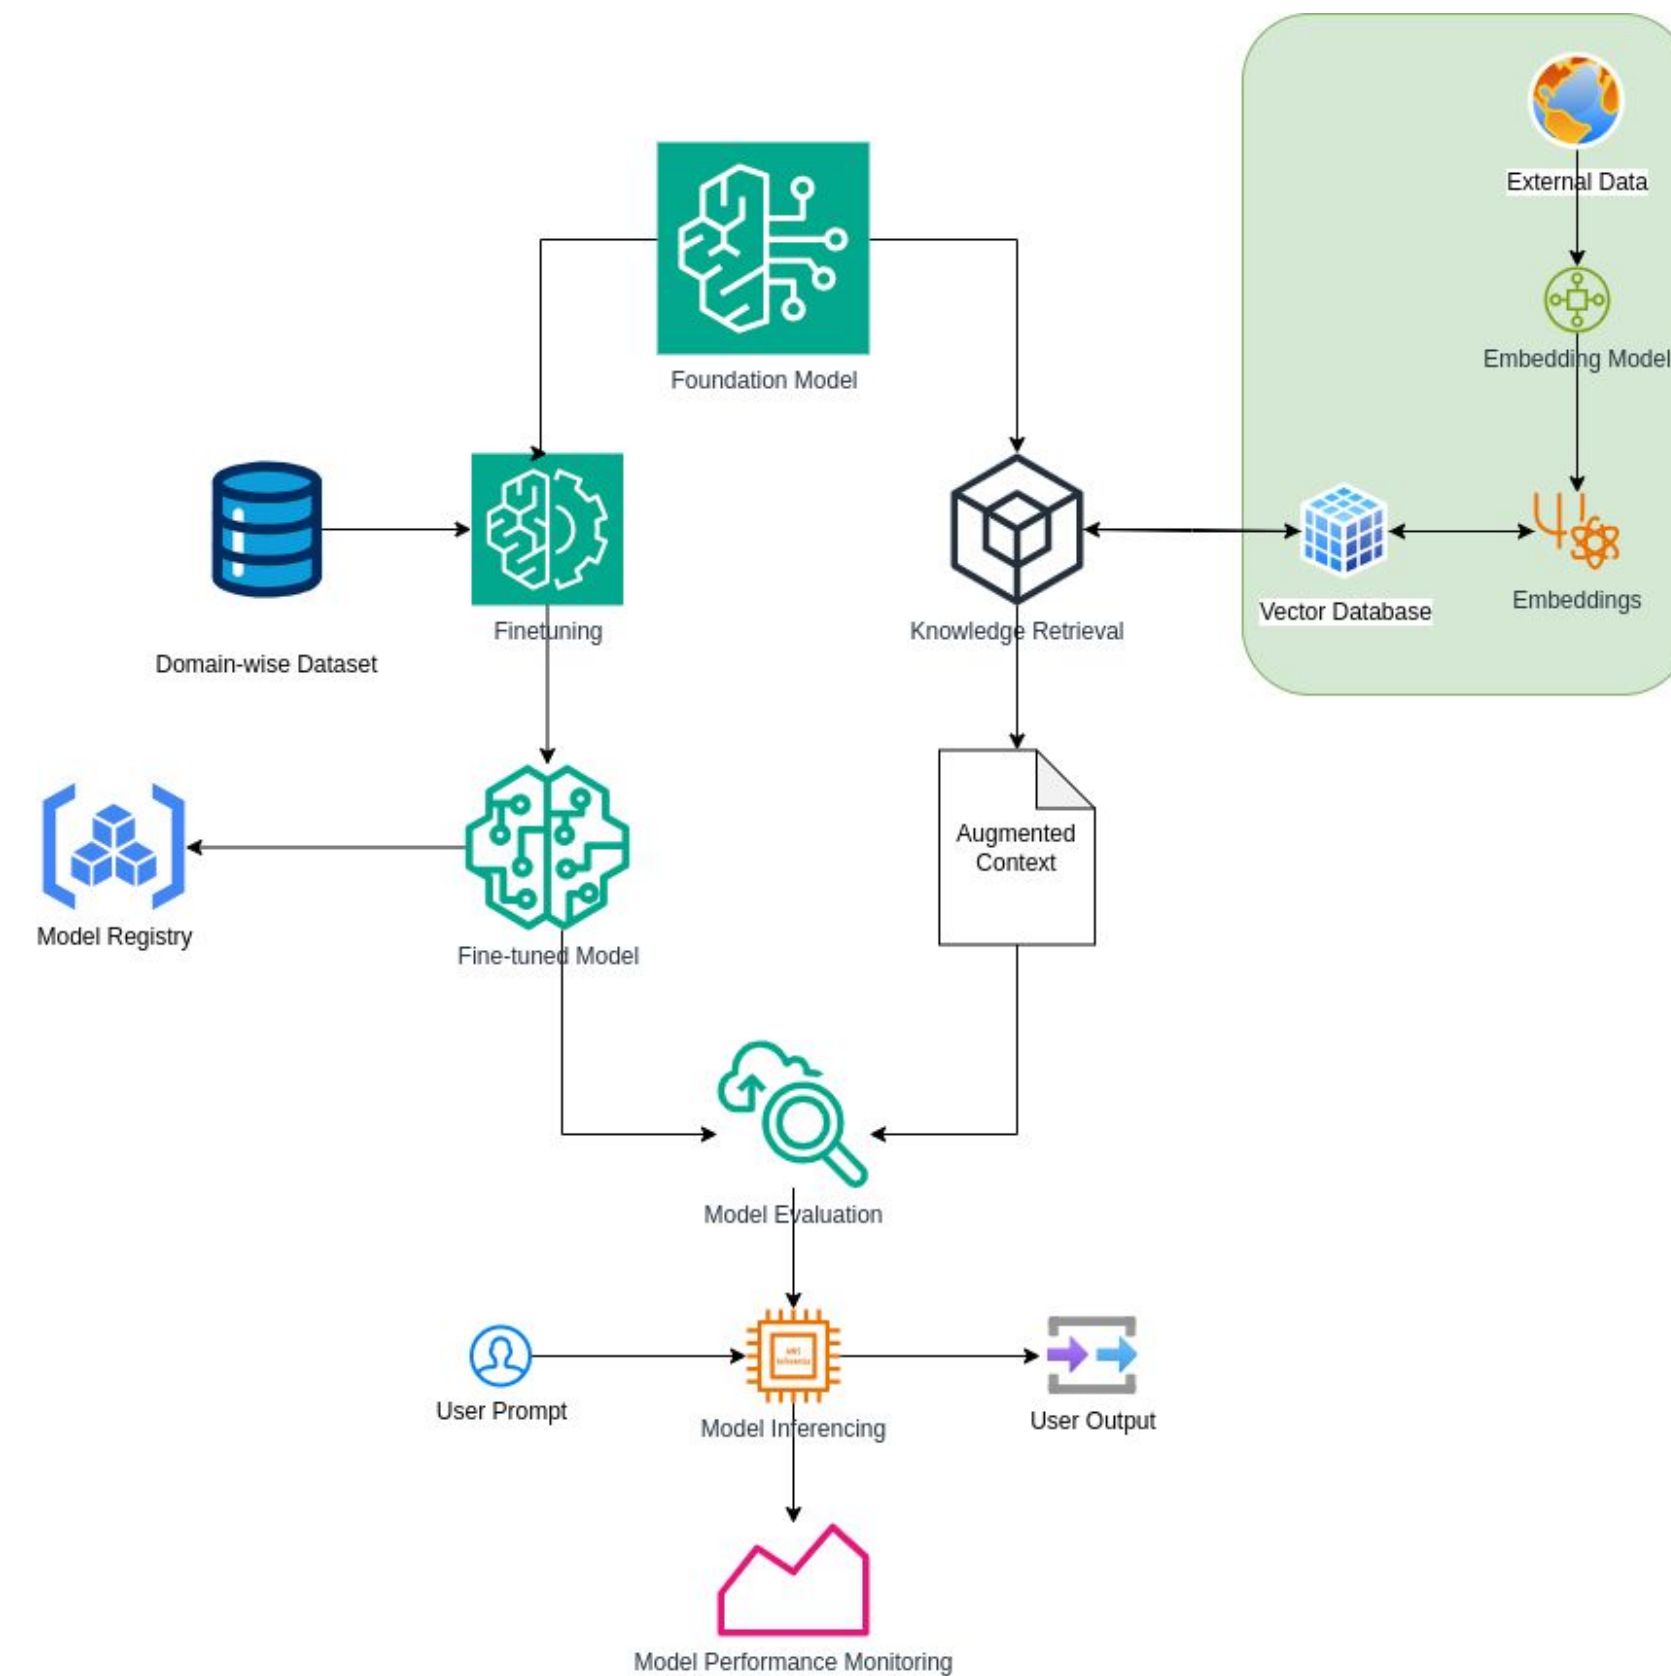 External Data
Embedding Model
Foundation Model
Embeddings
Vector Database
Finetuning
Knowledge Retrieval
Domain-wise Dataset
Augmented
Context
Model Registry
Fine-tuned Model
Model Evaluation
User Prompt
Model Inferencing
User Output
Model Performance Monitoring